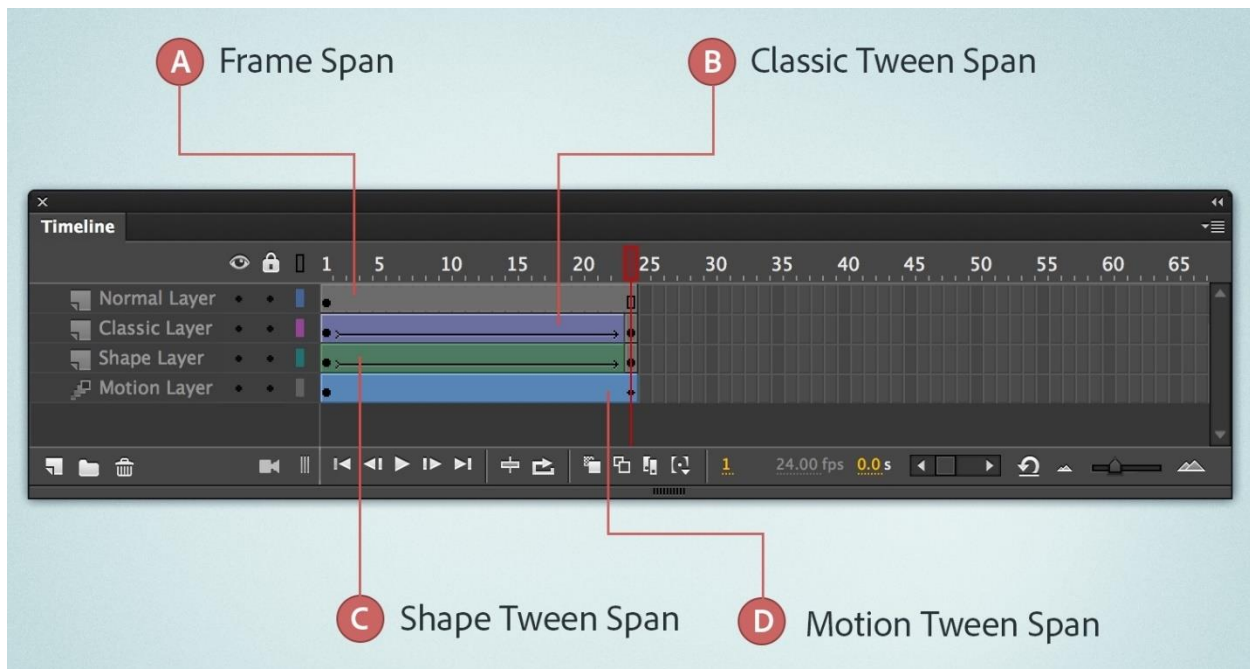 A Frame Span
B Classic Tween Span
Timeline
1 5 10 15 20 25 30 35 40 45 50 55 60 65
Normal Layer
Classic Layer
Shape Layer
Motion Layer
1 24.00 fps 0.0 s
C Shape Tween Span
D Motion Tween Span